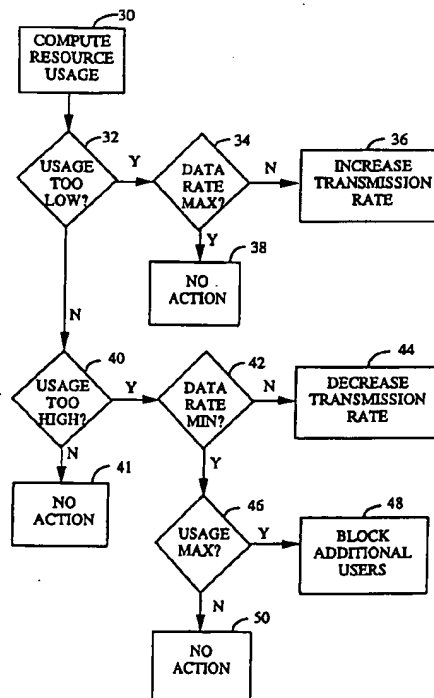 30
COMPUTE
RESOURCE
USAGE
32
USAGE
TOO
LOW?
Y
34
DATA
RATE
MAX?
N
36
INCREASE
TRANSMISSION
RATE
Y
38
NO
ACTION
N
40
USAGE
TOO
HIGH?
Y
42
DATA
RATE
MIN?
N
44
DECREASE
TRANSMISSION
RATE
N
41
NO
ACTION
Y
46
USAGE
MAX?
Y
48
BLOCK
ADDITIONAL
USERS
N
50
NO
ACTION